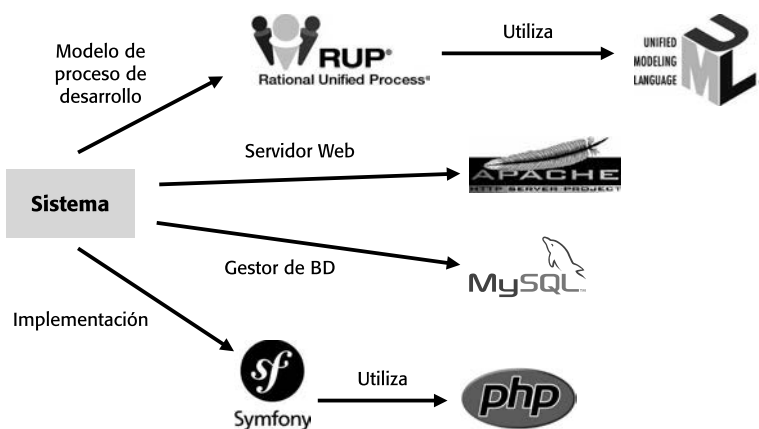 Modelo de
proceso de
desarrollo
RUP®
Rational Unified Process®
Utiliza
UNIFIED
MODELING
LANGUAGE
UML
Servidor Web
APACHE
HTTP SERVER PROJECT
Sistema
Gestor de BD
MySQL™
Implementación
sf
Symfony
Utiliza
php